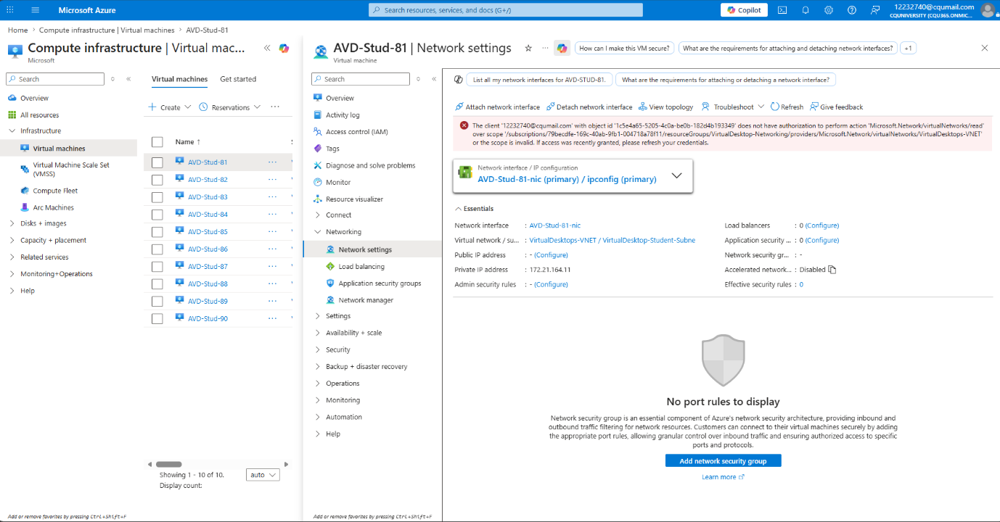 Microsoft Azure
Search resources, services, and docs (G+/)
Copilot
12232740@cqumail.com
CQUNIVERSITY (CQU365.ONMIC...
Home > Compute infrastructure | Virtual machines > AVD-Stud-81
Compute infrastructure | Virtual mac...
Microsoft
Search
Overview
All resources
Infrastructure
Virtual machines
Virtual Machine Scale Set
(VMSS)
Compute Fleet
Arc Machines
Disks + images
Capacity + placement
Related services
Monitoring+Operations
Help
Add or remove favorites by pressing Ctrl+Shift+F
Virtual machines
Get started
Create
Reservations
...
Name ↑
AVD-Stud-81
AVD-Stud-82
AVD-Stud-83
AVD-Stud-84
AVD-Stud-85
AVD-Stud-86
AVD-Stud-87
AVD-Stud-88
AVD-Stud-89
AVD-Stud-90
Showing 1 - 10 of 10.
Display count:
auto
AVD-Stud-81 | Network settings
Virtual machine
How can I make this VM secure?
What are the requirements for attaching and detaching network interfaces?
+1
Search
Overview
Activity log
Access control (IAM)
Tags
Diagnose and solve problems
Monitor
Resource visualizer
Connect
Networking
Network settings
Load balancing
Application security groups
Network manager
Settings
Availability + scale
Security
Backup + disaster recovery
Operations
Monitoring
Automation
Help
Add or remove favorites by pressing Ctrl+Shift+F
List all my network interfaces for AVD-STUD-81.
What are the requirements for attaching or detaching a network interface?
Attach network interface
Detach network interface
View topology
Troubleshoot
Refresh
Give feedback
The client '12232740@cqumail.com' with object id '1c5e4a65-5205-4c0a-be0b-182d4b193349' does not have authorization to perform action 'Microsoft.Network/virtualNetworks/read'
over scope '/subscriptions/79becdfe-169c-40ab-9fb1-004718a78f11/resourceGroups/VirtualDesktop-Networking/providers/Microsoft.Network/virtualNetworks/VirtualDesktops-VNET'
or the scope is invalid. If access was recently granted, please refresh your credentials.
Network interface / IP configuration
AVD-Stud-81-nic (primary) / ipconfig (primary)
Essentials
Network interface : AVD-Stud-81-nic
Virtual network / su... : VirtualDesktops-VNET / VirtualDesktop-Student-Subne
Public IP address : - (Configure)
Private IP address : 172.21.164.11
Admin security rules : - (Configure)
Load balancers : 0 (Configure)
Application security ... : 0 (Configure)
Network security gr... : -
Accelerated network... : Disabled
Effective security rules : 0
No port rules to display
Network security group is an essential component of Azure's network security architecture, providing inbound and
outbound traffic filtering for network resources. Customers can connect to their virtual machines securely by adding
the appropriate port rules, allowing granular control over inbound traffic and ensuring authorized access to specific
ports and protocols.
Add network security group
Learn more